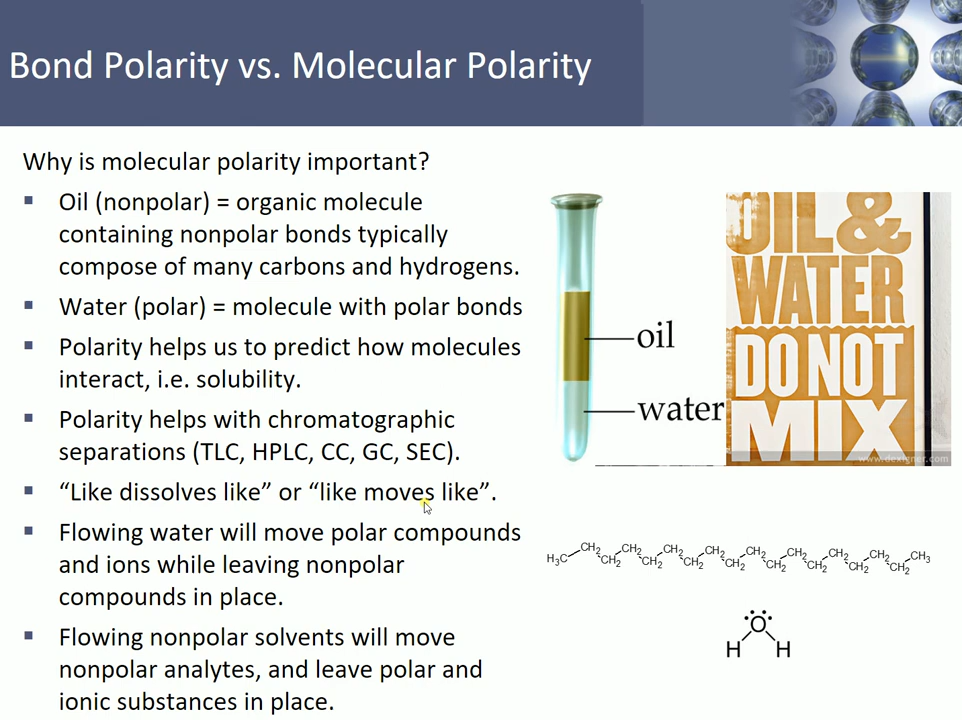 Bond Polarity vs. Molecular Polarity
Why is molecular polarity important?
Oil (nonpolar) = organic molecule
containing nonpolar bonds typically
compose of many carbons and hydrogens.
Water (polar) = molecule with polar bonds
Polarity helps us to predict how molecules
interact, i.e. solubility.
Polarity helps with chromatographic
separations (TLC, HPLC, CC, GC, SEC).
“Like dissolves like” or “like moves like”.
Flowing water will move polar compounds
and ions while leaving nonpolar
compounds in place.
Flowing nonpolar solvents will move
nonpolar analytes, and leave polar and
ionic substances in place.
oil
water
OIL &
WATER
DO NOT
MIX
www.dexigner.com
H3C CH2 CH2 CH2 CH2 CH2 CH2 CH2 CH2 CH2 CH2 CH2 CH2 CH2 CH2 CH2 CH2 CH3
O
H H